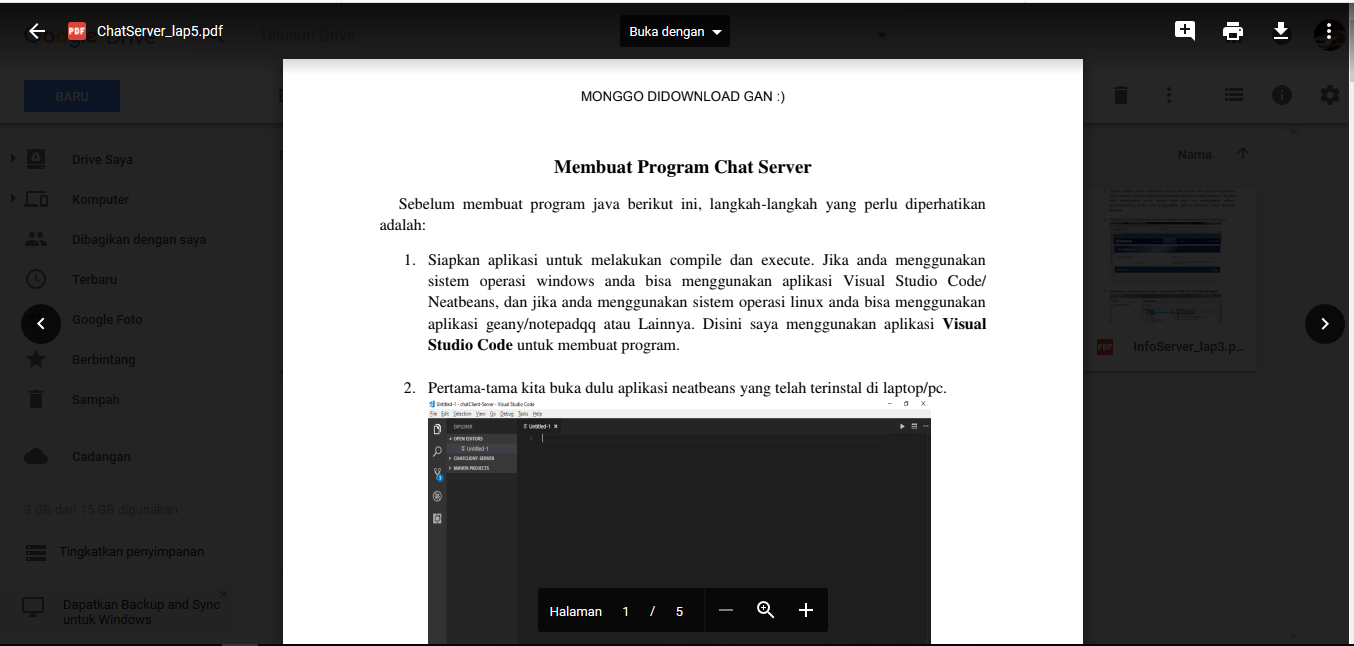 ChatServer_lap5.pdf
Buka dengan
Telusuri Drive
BARU
Drive Saya
Komputer
Dibagikan dengan saya
Terbaru
Google Foto
Berbintang
Sampah
Cadangan
3 GB dari 15 GB digunakan
Tingkatkan penyimpanan
Dapatkan Backup and Sync
untuk Windows
MONGGO DIDOWNLOAD GAN :)
Membuat Program Chat Server
Sebelum membuat program java berikut ini, langkah-langkah yang perlu diperhatikan
adalah:
1. Siapkan aplikasi untuk melakukan compile dan execute. Jika anda menggunakan
sistem operasi windows anda bisa menggunakan aplikasi Visual Studio Code/
Neatbeans, dan jika anda menggunakan sistem operasi linux anda bisa menggunakan
aplikasi geany/notepadqq atau Lainnya. Disini saya menggunakan aplikasi Visual
Studio Code untuk membuat program.
2. Pertama-tama kita buka dulu aplikasi neatbeans yang telah terinstal di laptop/pc.
Untitled-1 - chatClient-Server - Visual Studio Code
File Edit Selection View Go Debug Tasks Help
EXPLORER
OPEN EDITORS
Untitled-1
CHATCLIENT-SERVER
MAVEN PROJECTS
Untitled-1
1
Halaman 1 / 5
Nama
PDF InfoServer_lap3.p...